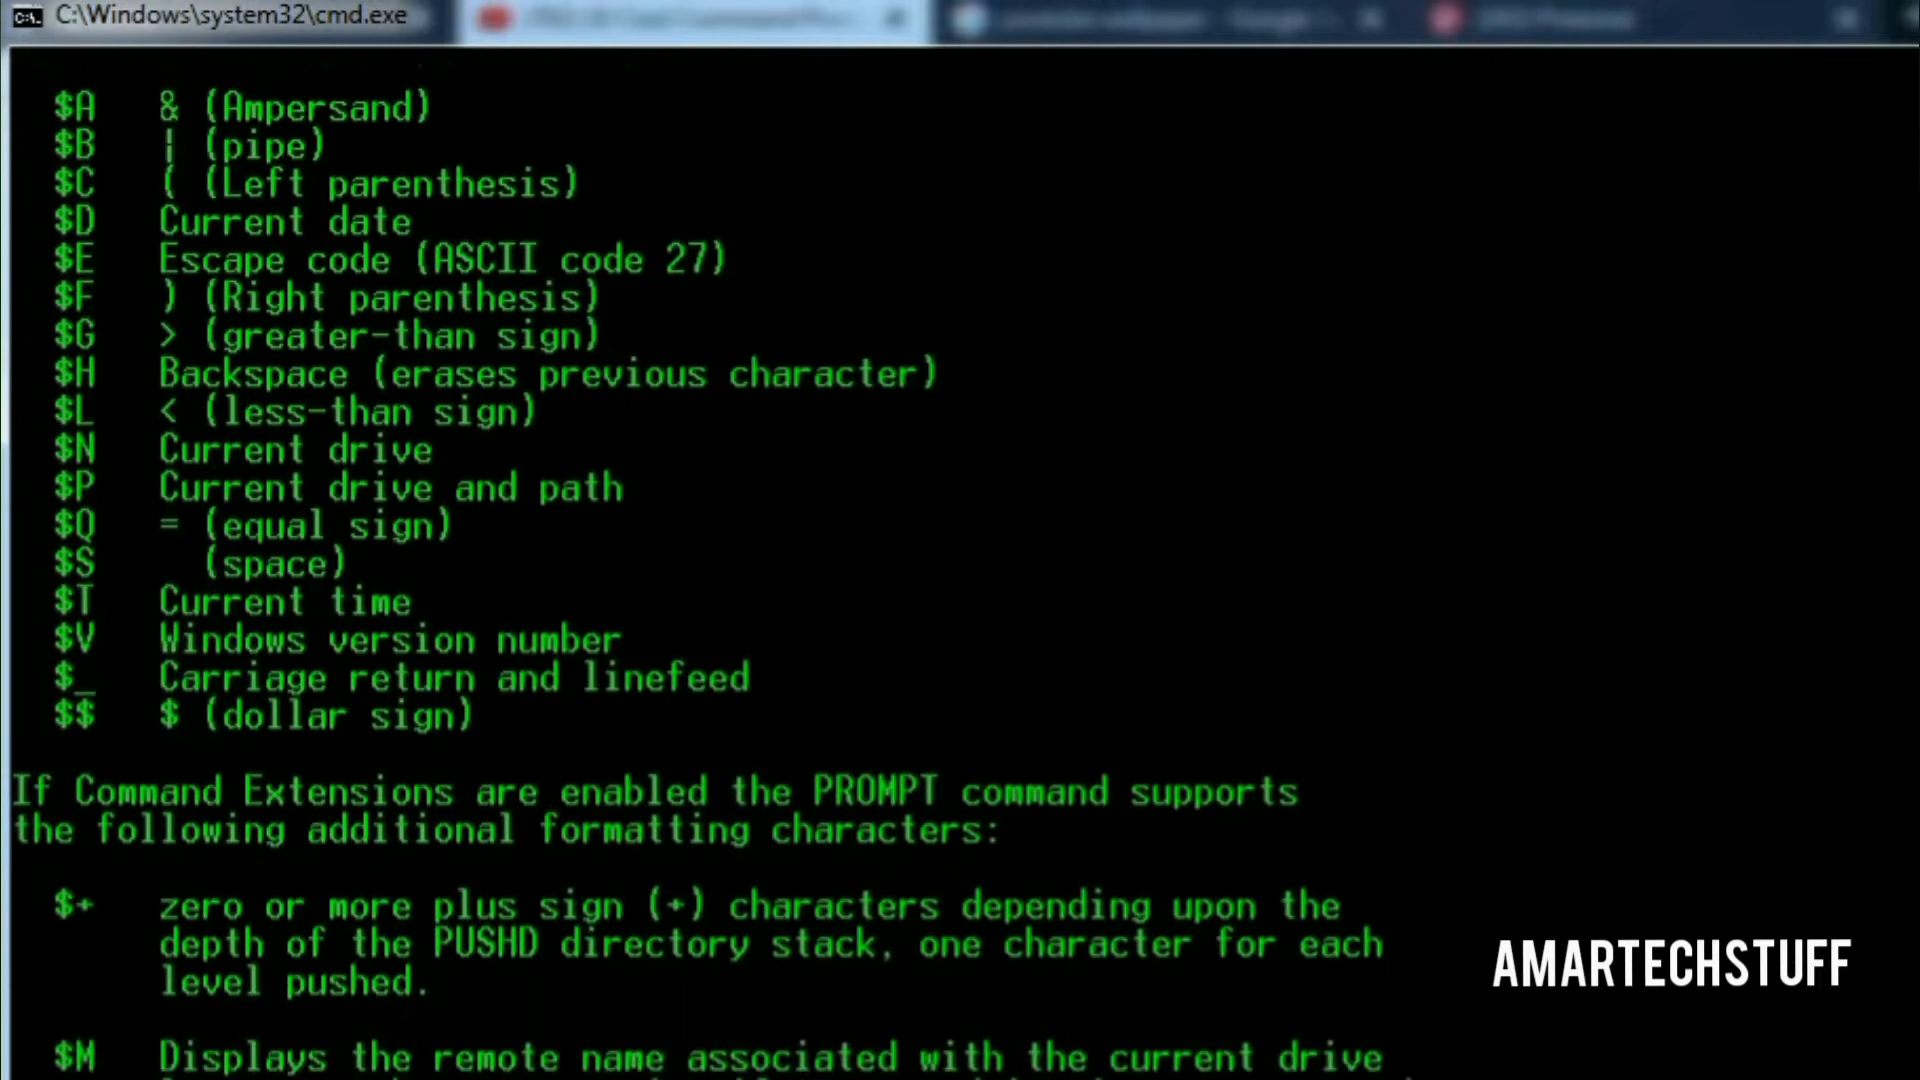 C:\Windows\system32\cmd.exe
$A & (Ampersand)
$B | (pipe)
$C ( (Left parenthesis)
$D Current date
$E Escape code (ASCII code 27)
$F ) (Right parenthesis)
$G > (greater-than sign)
$H Backspace (erases previous character)
$L < (less-than sign)
$N Current drive
$P Current drive and path
$Q = (equal sign)
$S (space)
$T Current time
$V Windows version number
$_ Carriage return and linefeed
$$ $ (dollar sign)
If Command Extensions are enabled the PROMPT command supports
the following additional formatting characters:
$+ zero or more plus sign (+) characters depending upon the
depth of the PUSHD directory stack, one character for each
level pushed.
$M Displays the remote name associated with the current drive
AMARTECHSTUFF